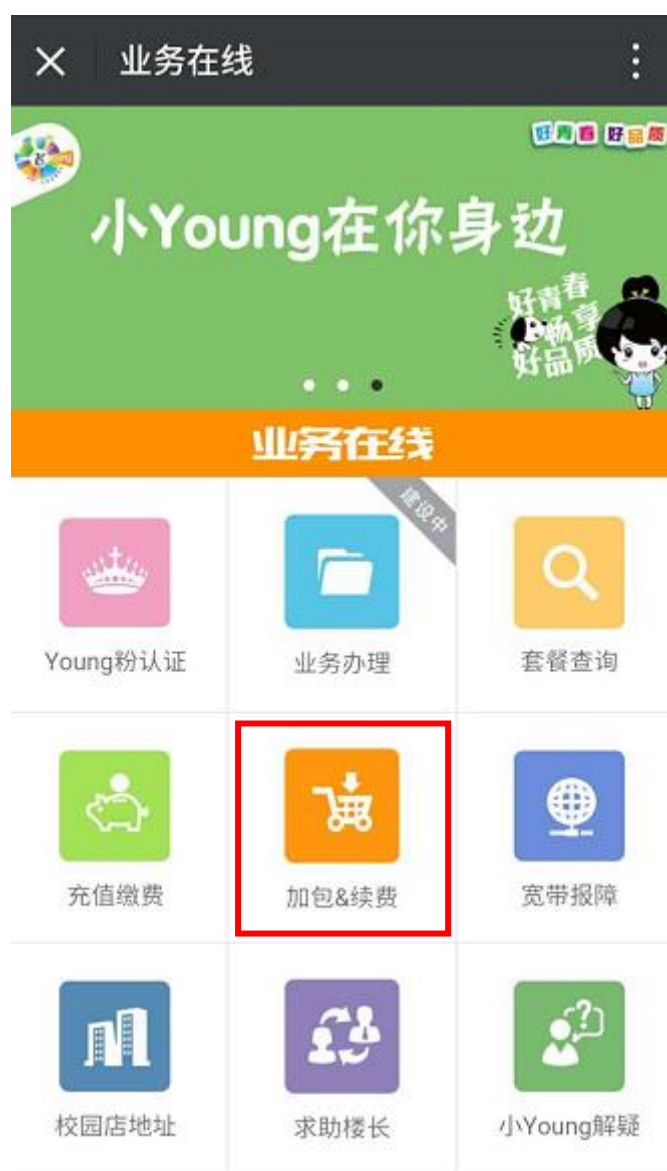 业务在线
好青春 好品质
小Young在你身边
好青春
畅享
好品质
业务在线
建设中
Young粉认证
业务办理
套餐查询
充值缴费
加包&续费
宽带报障
校园店地址
求助楼长
小Young解疑